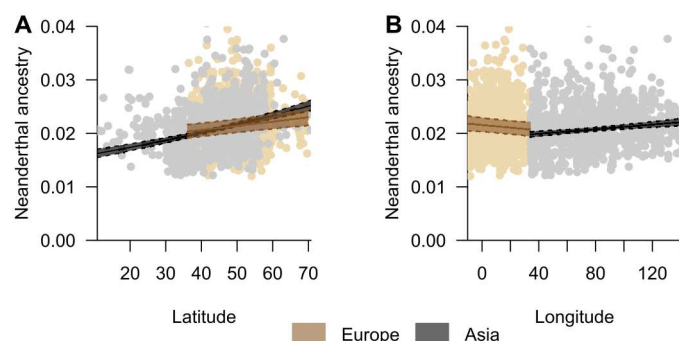 A
Neanderthal ancestry
0.04
0.03
0.02
0.01
0.00
20 30 40 50 60 70
Latitude
B
Neanderthal ancestry
0.04
0.03
0.02
0.01
0.00
0 40 80 120
Longitude
Europe Asia